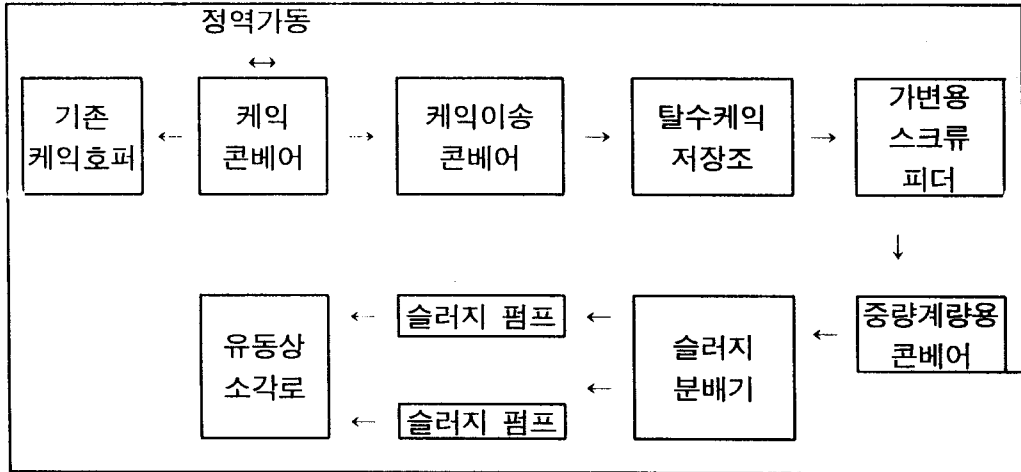 정역가동
↔
기존
케익호퍼
←
케익
콘베어
→
케익이송
콘베어
→
탈수케익
저장조
→
가변용
스크류
피더
↓
중량계량용
콘베어
←
슬러지
분배기
←
슬러지 펌프
←
←
슬러지 펌프
←
유동상
소각로